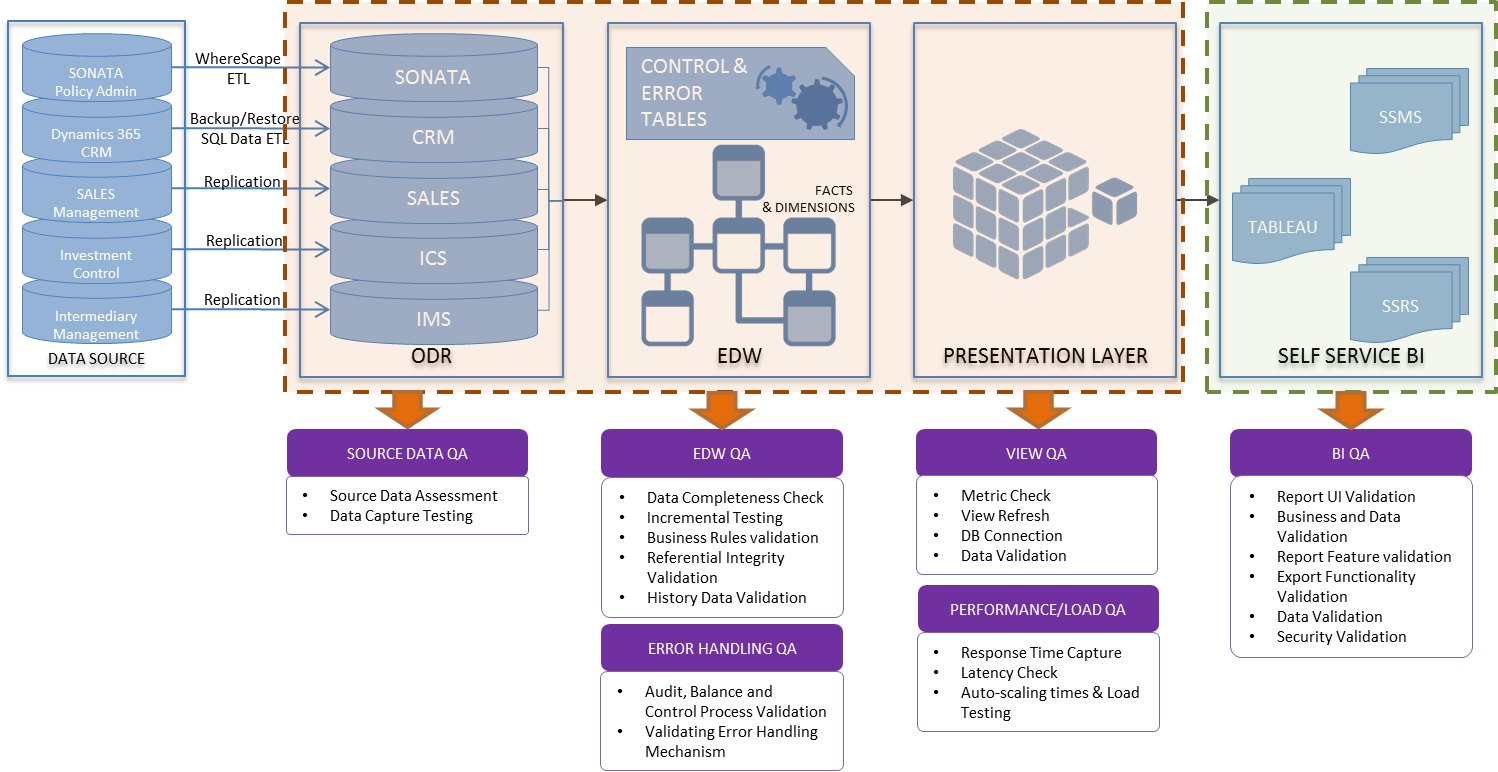 SONATA
Policy Admin
Dynamics 365
CRM
SALES
Management
Investment
Control
Intermediary
Management
DATA SOURCE
WhereScape
ETL
Backup/Restore
SQL Data ETL
Replication
Replication
Replication
SONATA
CRM
SALES
ICS
IMS
ODR
CONTROL &
ERROR
TABLES
FACTS
& DIMENSIONS
EDW
PRESENTATION LAYER
SSMS
TABLEAU
SSRS
SELF SERVICE BI
SOURCE DATA QA
• Source Data Assessment
• Data Capture Testing
EDW QA
• Data Completeness Check
• Incremental Testing
• Business Rules validation
• Referential Integrity
Validation
• History Data Validation
ERROR HANDLING QA
• Audit, Balance and
Control Process Validation
• Validating Error Handling
Mechanism
VIEW QA
• Metric Check
• View Refresh
• DB Connection
• Data Validation
PERFORMANCE/LOAD QA
• Response Time Capture
• Latency Check
• Auto-scaling times & Load
Testing
BI QA
• Report UI Validation
• Business and Data
Validation
• Report Feature validation
• Export Functionality
Validation
• Data Validation
• Security Validation